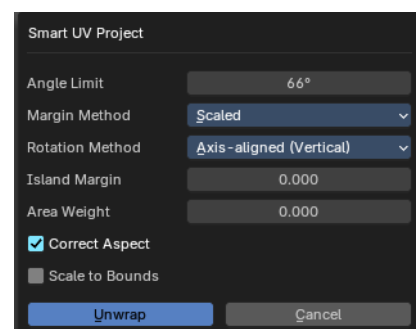 Smart UV Project
Angle Limit 66°
Margin Method Scaled
Rotation Method Axis-aligned (Vertical)
Island Margin 0.000
Area Weight 0.000
Correct Aspect
Scale to Bounds
Unwrap Cancel